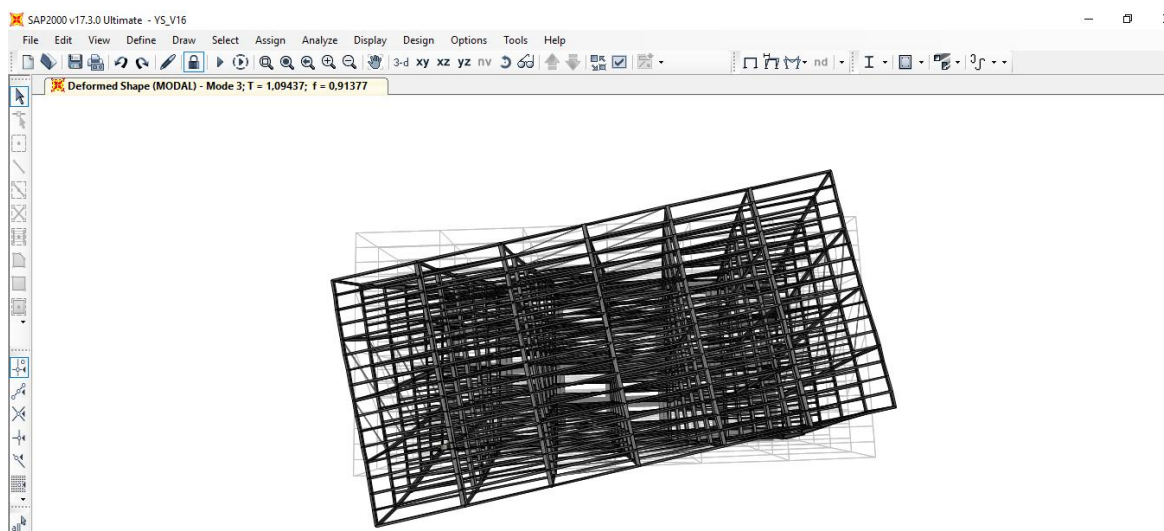 SAP2000 v17.3.0 Ultimate - YS_V16
File Edit View Define Draw Select Assign Analyze Display Design Options Tools Help
3-d xy xz yz nv nd
Deformed Shape (MODAL) - Mode 3; T = 1,09437; f = 0,91377
all